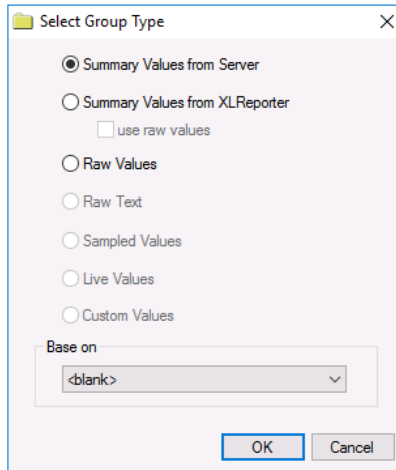 Select Group Type
Summary Values from Server
Summary Values from XLReporter
use raw values
Raw Values
Raw Text
Sampled Values
Live Values
Custom Values
Base on
<blank>
OK Cancel